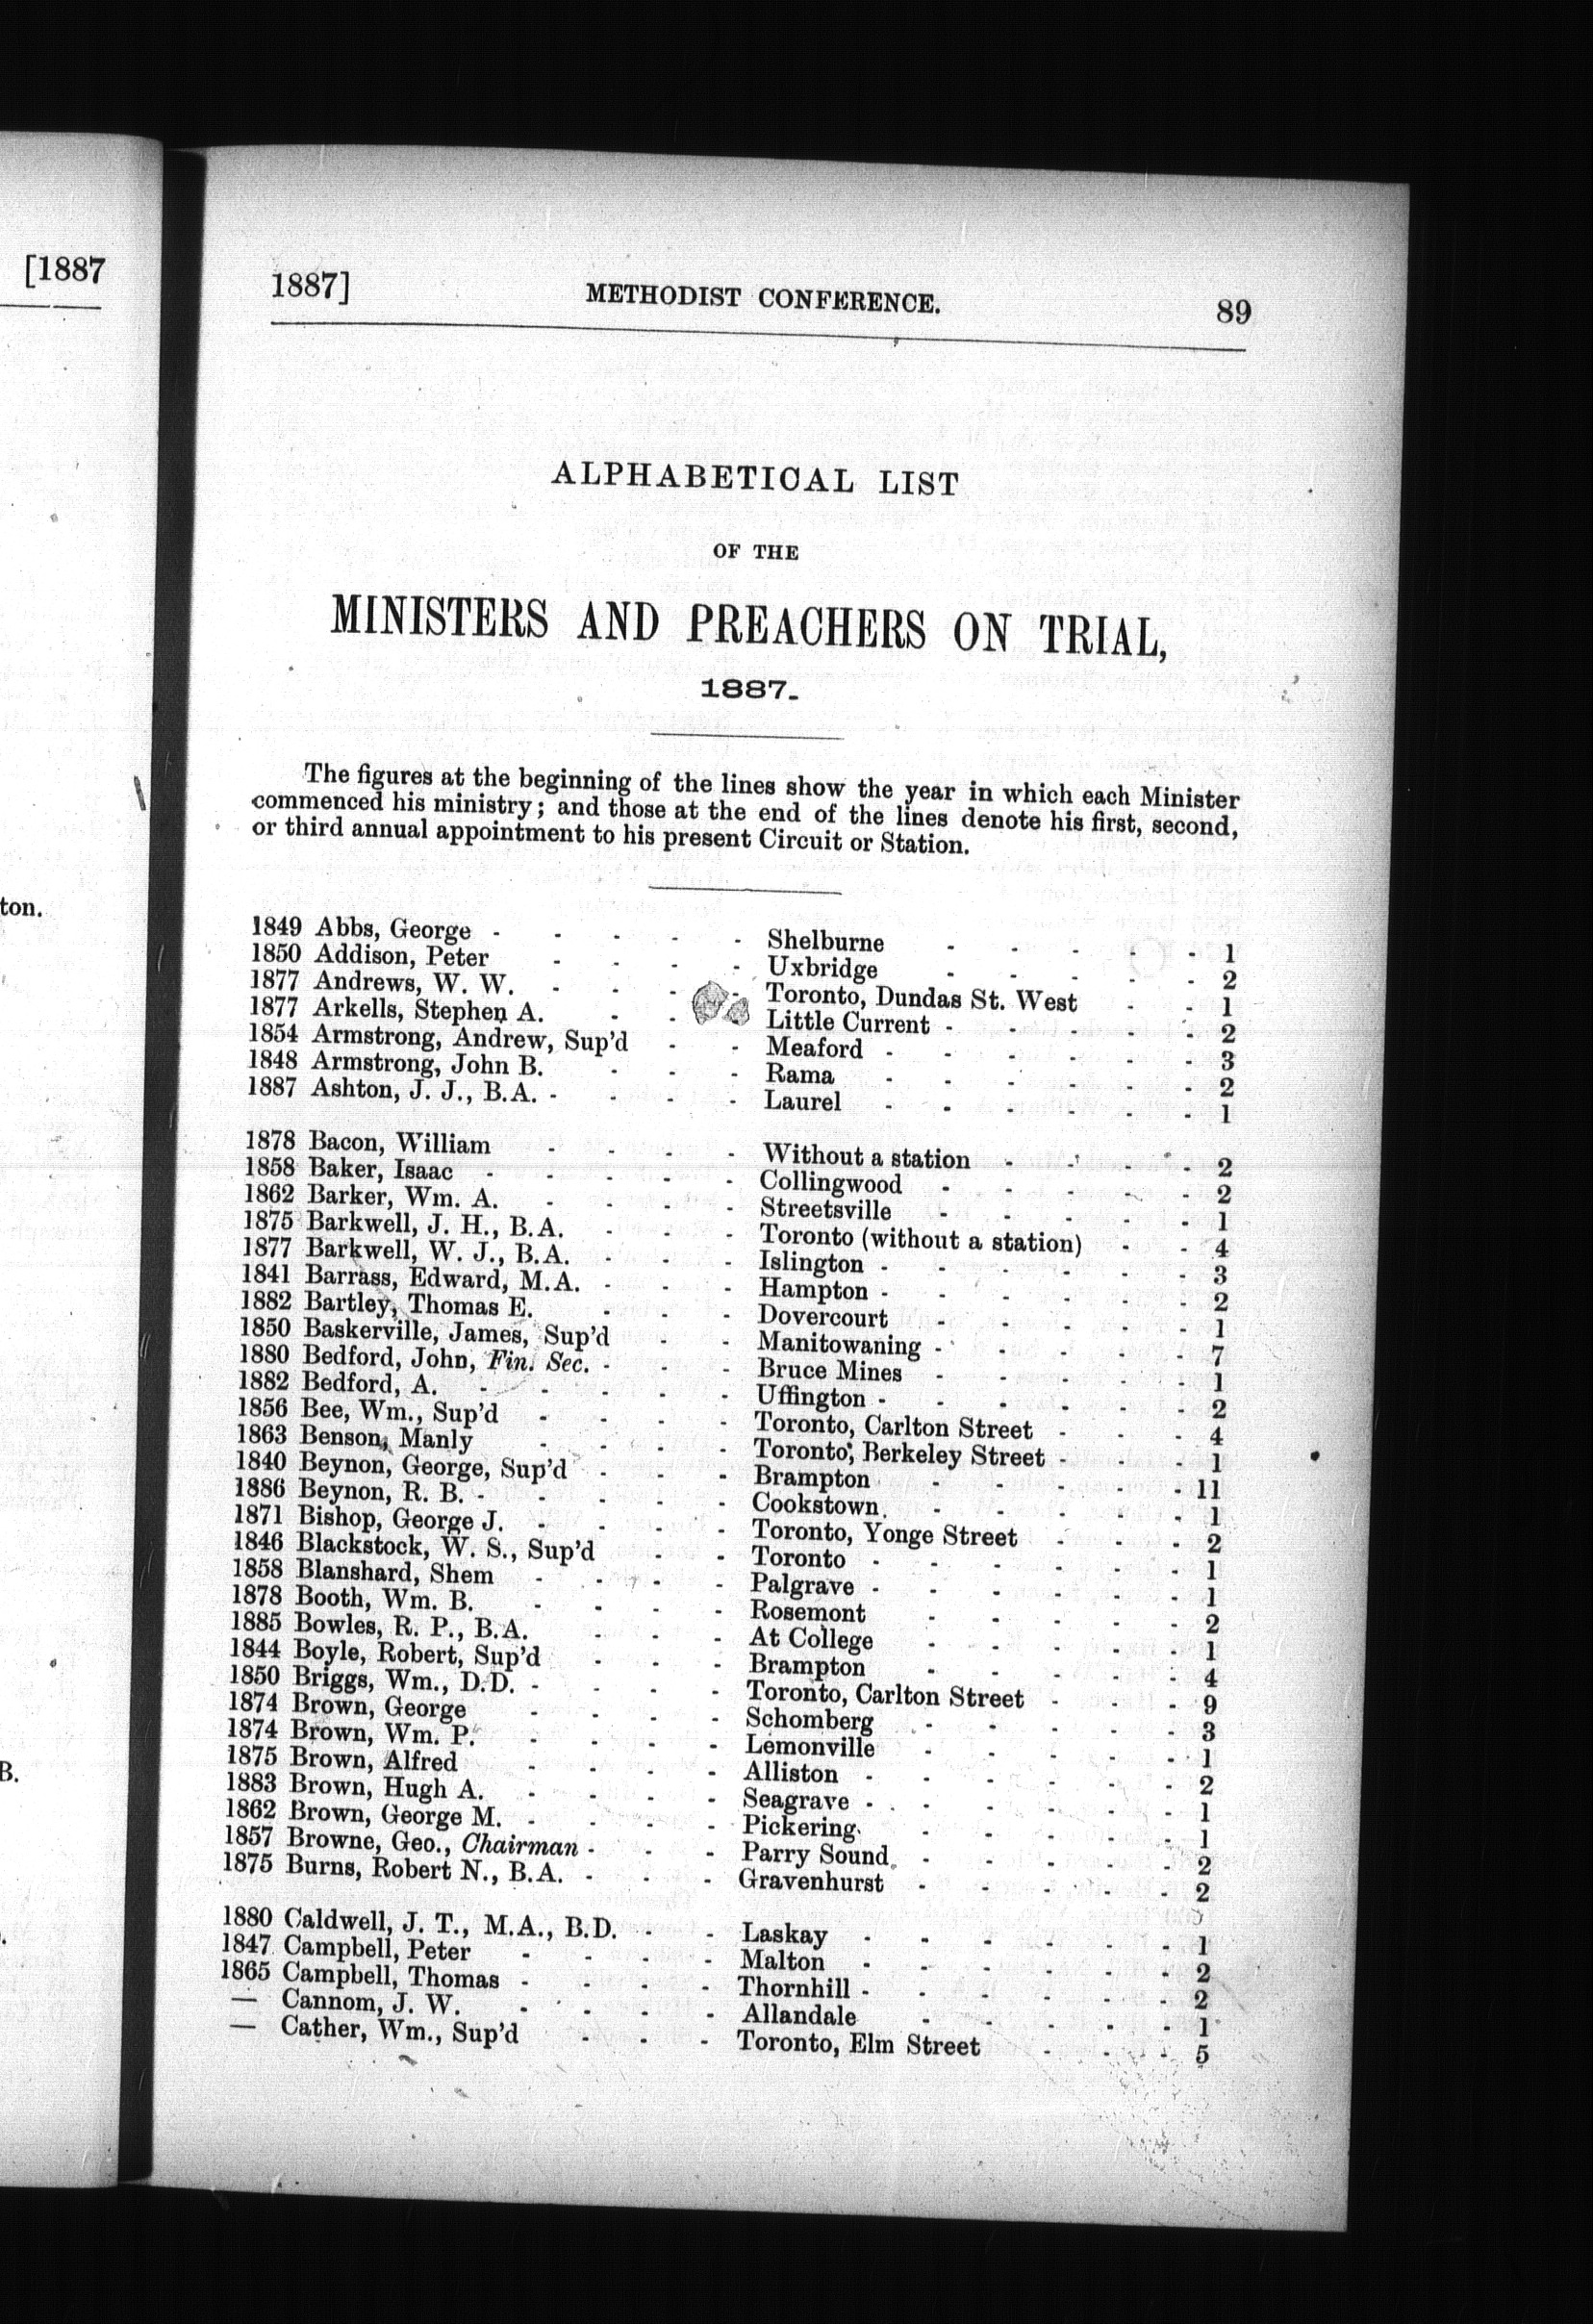 [1887
ton.
B.
1887] METHODIST CONFERENCE. 89
ALPHABETICAL LIST
OF THE
MINISTERS AND PREACHERS ON TRIAL,
1887.
The figures at the beginning of the lines show the year in which each Minister
commenced his ministry; and those at the end of the lines denote his first, second,
or third annual appointment to his present Circuit or Station.
1849 Abbs, George - - - - - Shelburne - - - - - 1
1850 Addison, Peter - - - - Uxbridge - - - - - 2
1877 Andrews, W. W. - - - - Toronto, Dundas St. West - - 1
1877 Arkells, Stephen A. - - Little Current - - - - - 2
1854 Armstrong, Andrew, Sup'd - - Meaford - - - - - - 3
1848 Armstrong, John B. - - - Rama - - - - - - 2
1887 Ashton, J. J., B.A. - - - - Laurel - - - - - - 1
1878 Bacon, William - - - - Without a station - - - - 2
1858 Baker, Isaac - - - - - Collingwood - - - - - 2
1862 Barker, Wm. A. - - - - Streetsville - - - - - 1
1875 Barkwell, J. H., B.A. - - - Toronto (without a station) - - 4
1877 Barkwell, W. J., B.A. - - - Islington - - - - - - 3
1841 Barrass, Edward, M.A. - - - Hampton - - - - - - 2
1882 Bartley, Thomas E. - - - Dovercourt - - - - - 1
1850 Baskerville, James, Sup'd - - Manitowaning - - - - - 7
1880 Bedford, John, Fin. Sec. - - - Bruce Mines - - - - - 1
1882 Bedford, A. - - - - - Uffington - - - - - - 2
1856 Bee, Wm., Sup'd - - - - Toronto, Carlton Street - - - 4
1863 Benson, Manly - - - - Toronto, Berkeley Street - - - 1
1840 Beynon, George, Sup'd - - - Brampton - - - - - 11
1886 Beynon, R. B. - - - - - Cookstown - - - - - 1
1871 Bishop, George J. - - - - Toronto, Yonge Street - - - 2
1846 Blackstock, W. S., Sup'd - - Toronto - - - - - - 1
1858 Blanshard, Shem - - - - Palgrave - - - - - - 1
1878 Booth, Wm. B. - - - - Rosemont - - - - - 2
1885 Bowles, R. P., B.A. - - - At College - - - - - 1
1844 Boyle, Robert, Sup'd - - - Brampton - - - - - 4
1850 Briggs, Wm., D.D. - - - - Toronto, Carlton Street - - - 9
1874 Brown, George - - - - Schomberg - - - - - 3
1874 Brown, Wm. P. - - - - Lemonville - - - - - 1
1875 Brown, Alfred - - - - Alliston - - - - - - 2
1883 Brown, Hugh A. - - - - Seagrave - - - - - - 1
1862 Brown, George M. - - - - Pickering - - - - - 1
1857 Browne, Geo., Chairman - - - Parry Sound - - - - - 2
1875 Burns, Robert N., B.A. - - - Gravenhurst - - - - - 2
1880 Caldwell, J. T., M.A., B.D. - - Laskay - - - - - - 1
1847 Campbell, Peter - - - - Malton - - - - - - 2
1865 Campbell, Thomas - - - - Thornhill - - - - - - 2
— Cannom, J. W. - - - - Allandale - - - - - 1
— Cather, Wm., Sup'd - - - Toronto, Elm Street - - - 5